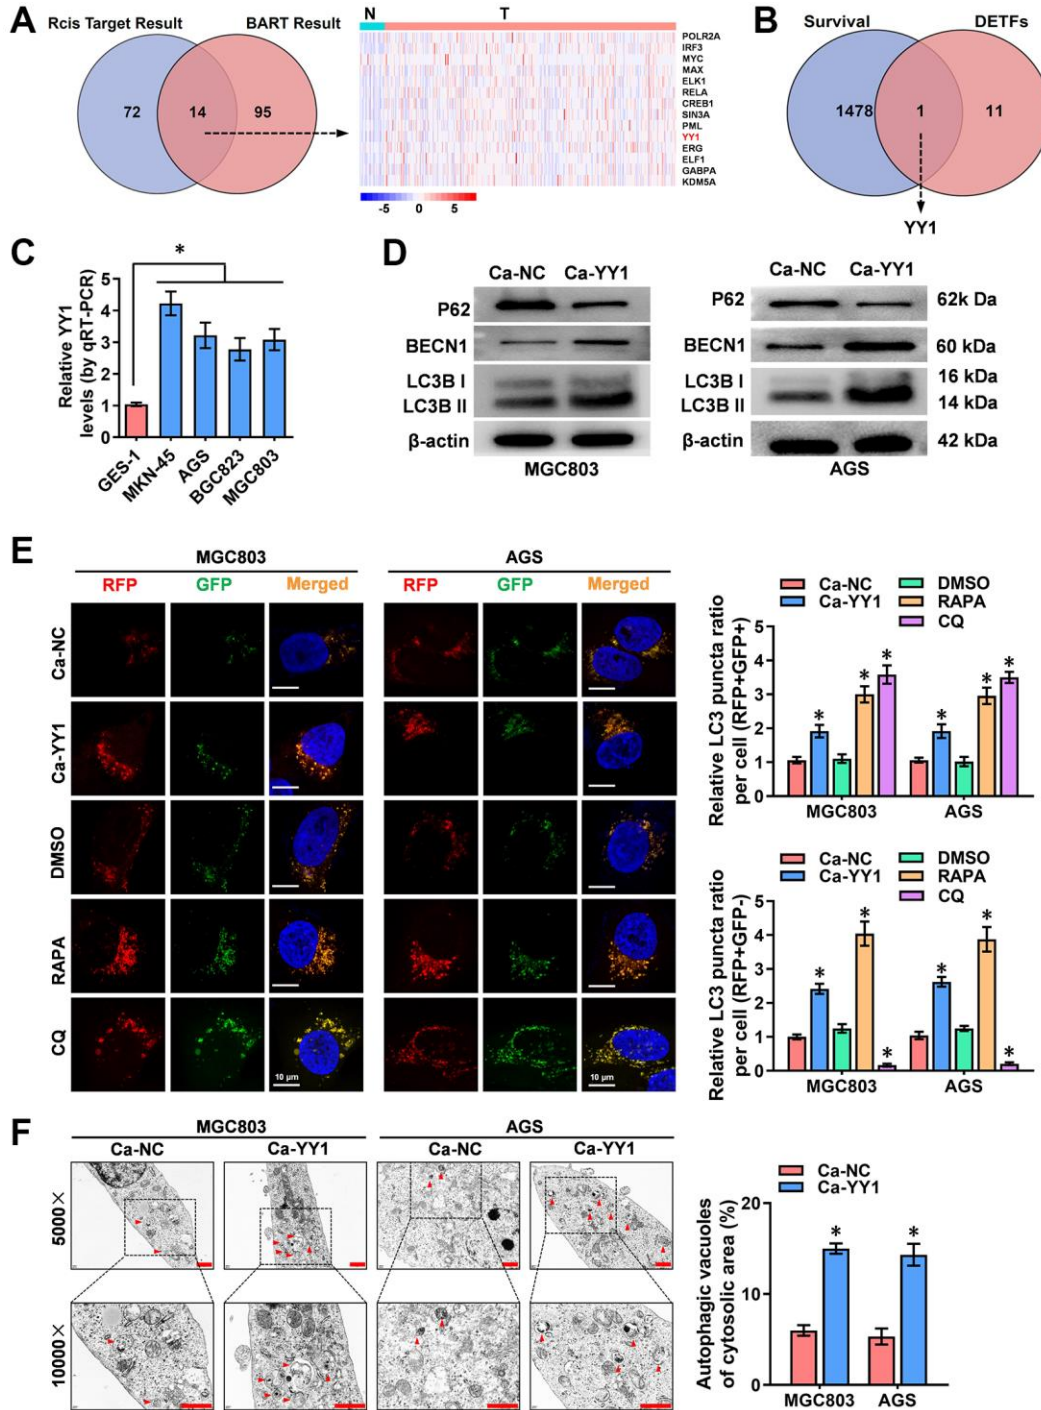 A
Rcis Target Result
BART Result
72
14
95
N
T
POLR2A
IRF3
MYC
MAX
ELK1
RELA
CREB1
SIN3A
PML
YY1
ERG
ELF1
GABPA
KDM5A
-5
0
5
B
Survival
DETFs
1478
1
11
YY1
C
*
Relative YY1
levels (by qRT-PCR)
5
4
3
2
1
0
GES-1
MKN-45
AGS
BGC823
MGC803
D
Ca-NC Ca-YY1
P62
BECN1
LC3B I
LC3B II
β-actin
MGC803
Ca-NC Ca-YY1
P62 62k Da
BECN1 60 kDa
LC3B I 16 kDa
LC3B II 14 kDa
β-actin 42 kDa
AGS
E
MGC803
AGS
RFP GFP Merged
RFP GFP Merged
Ca-NC
Ca-YY1
DMSO
RAPA
CQ
10 μm
10 μm
Ca-NC
Ca-YY1
DMSO
RAPA
CQ
Relative LC3 puncta ratio
per cell (RFP+GFP+)
5
4
3
2
1
0
* * * * * *
MGC803 AGS
Ca-NC
Ca-YY1
DMSO
RAPA
CQ
Relative LC3 puncta ratio
per cell (RFP+GFP-)
6
4
2
1
0
* * * * * *
MGC803 AGS
F
MGC803
AGS
Ca-NC Ca-YY1 Ca-NC Ca-YY1
5000×
10000×
Ca-NC
Ca-YY1
Autophagic vacuoles
of cytosolic area (%)
20
10
0
* *
MGC803 AGS